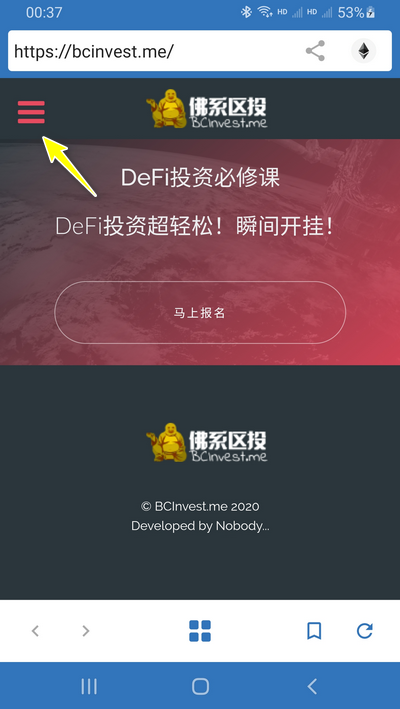 00:37
HD HD 53%
https://bcinvest.me/
佛系区投
BCInvest.me
DeFi投资必修课
DeFi投资超轻松！瞬间开挂！
马上报名
佛系区投
BCInvest.me
© BCInvest.me 2020
Developed by Nobody...